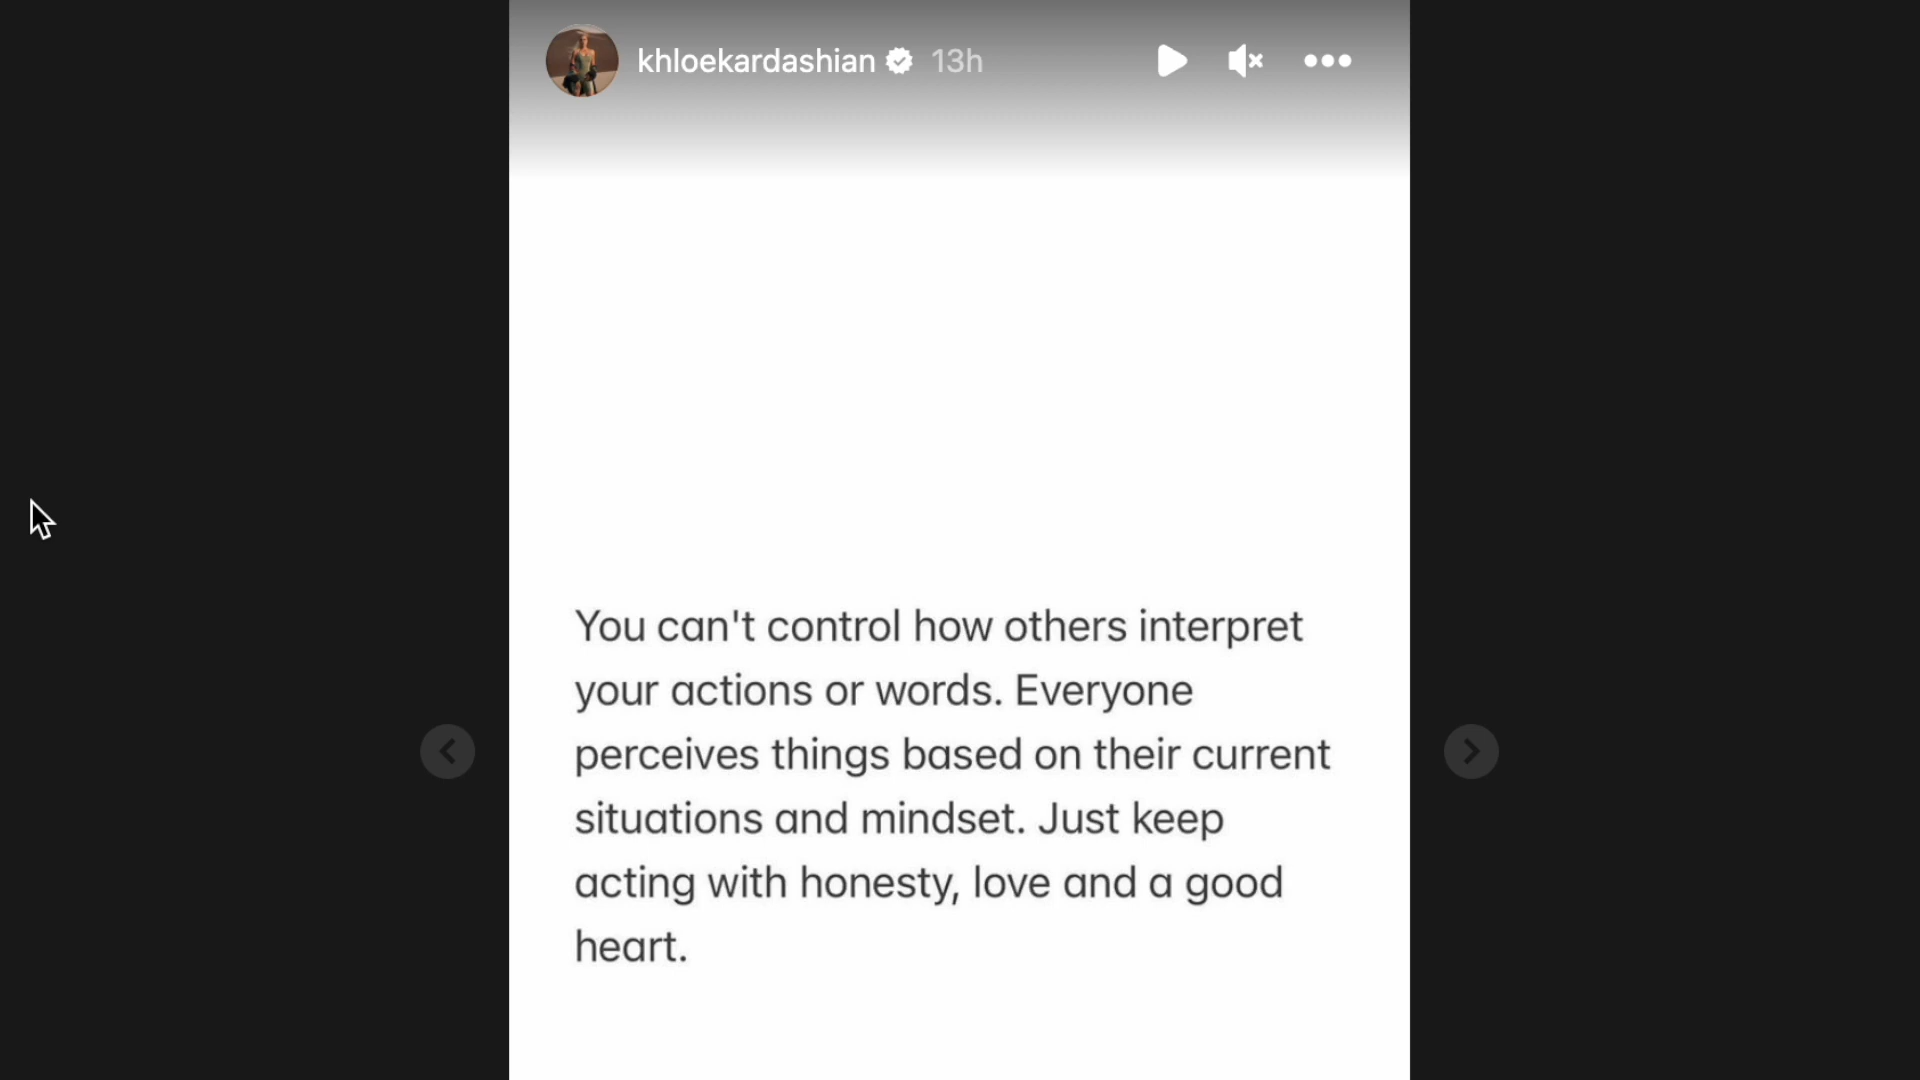 khloekardashian 13h
You can't control how others interpret
your actions or words. Everyone
perceives things based on their current
situations and mindset. Just keep
acting with honesty, love and a good
heart.